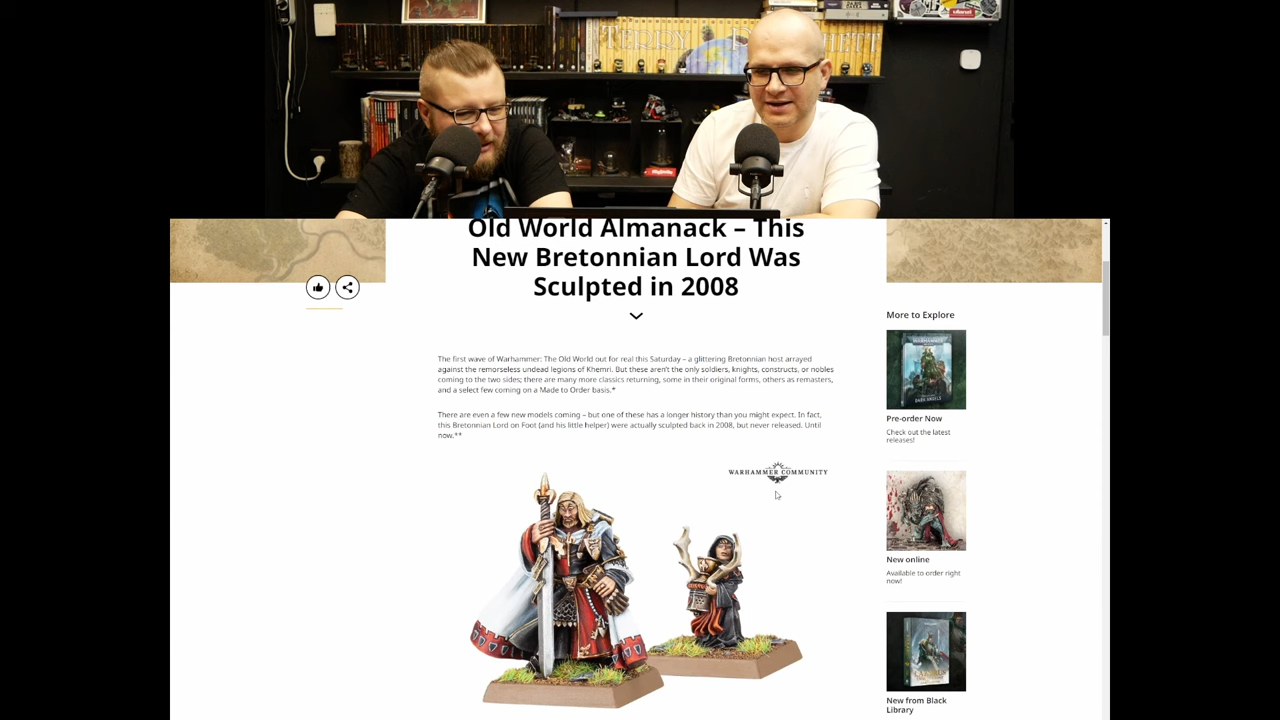 TERRY
Old World Almanack – This
New Bretonnian Lord Was
Sculpted in 2008
The first wave of Warhammer: The Old World out for real this Saturday – a glittering Bretonnian host arrayed
against the remorseless undead legions of Khemri. But these aren't the only soldiers, knights, constructs, or nobles
coming to the two sides; there are many more classics returning, some in their original forms, others as remasters,
and a select few coming on a Made to Order basis.*
There are even a few new models coming – but one of these has a longer history than you might expect. In fact,
this Bretonnian Lord on Foot (and his little helper) were actually sculpted back in 2008, but never released. Until
now.**
WARHAMMER COMMUNITY
More to Explore
WARHAMMER
DARK ANGELS
Pre-order Now
Check out the latest
releases!
New online
Available to order right
now!
New from Black
Library